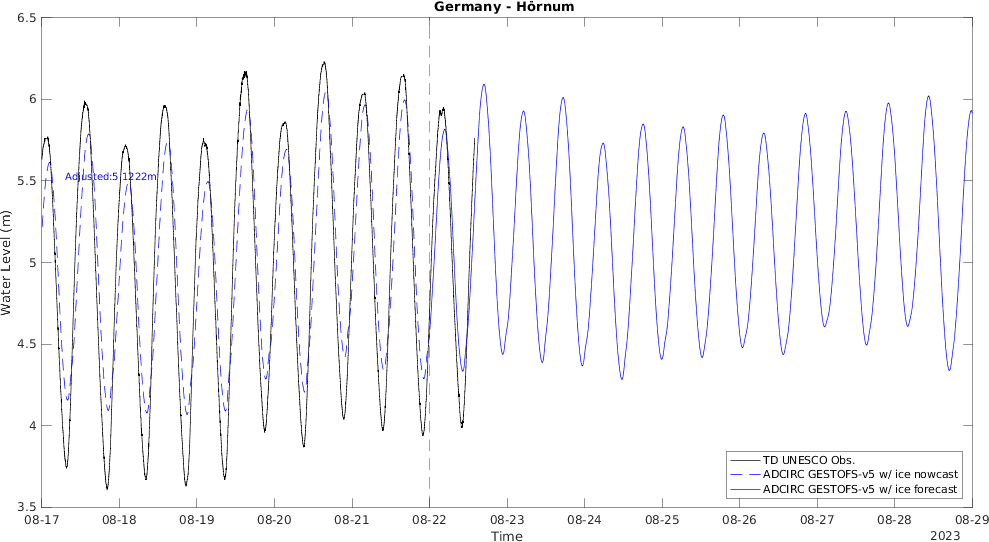 Germany - Hörnum
6.5
6
5.5
5
4.5
4
3.5
Water Level (m)
Adjusted:5.1222m
TD UNESCO Obs.
ADCIRC GESTOFS-v5 w/ ice nowcast
ADCIRC GESTOFS-v5 w/ ice forecast
08-17 08-18 08-19 08-20 08-21 08-22 08-23 08-24 08-25 08-26 08-27 08-28 08-29
Time
2023